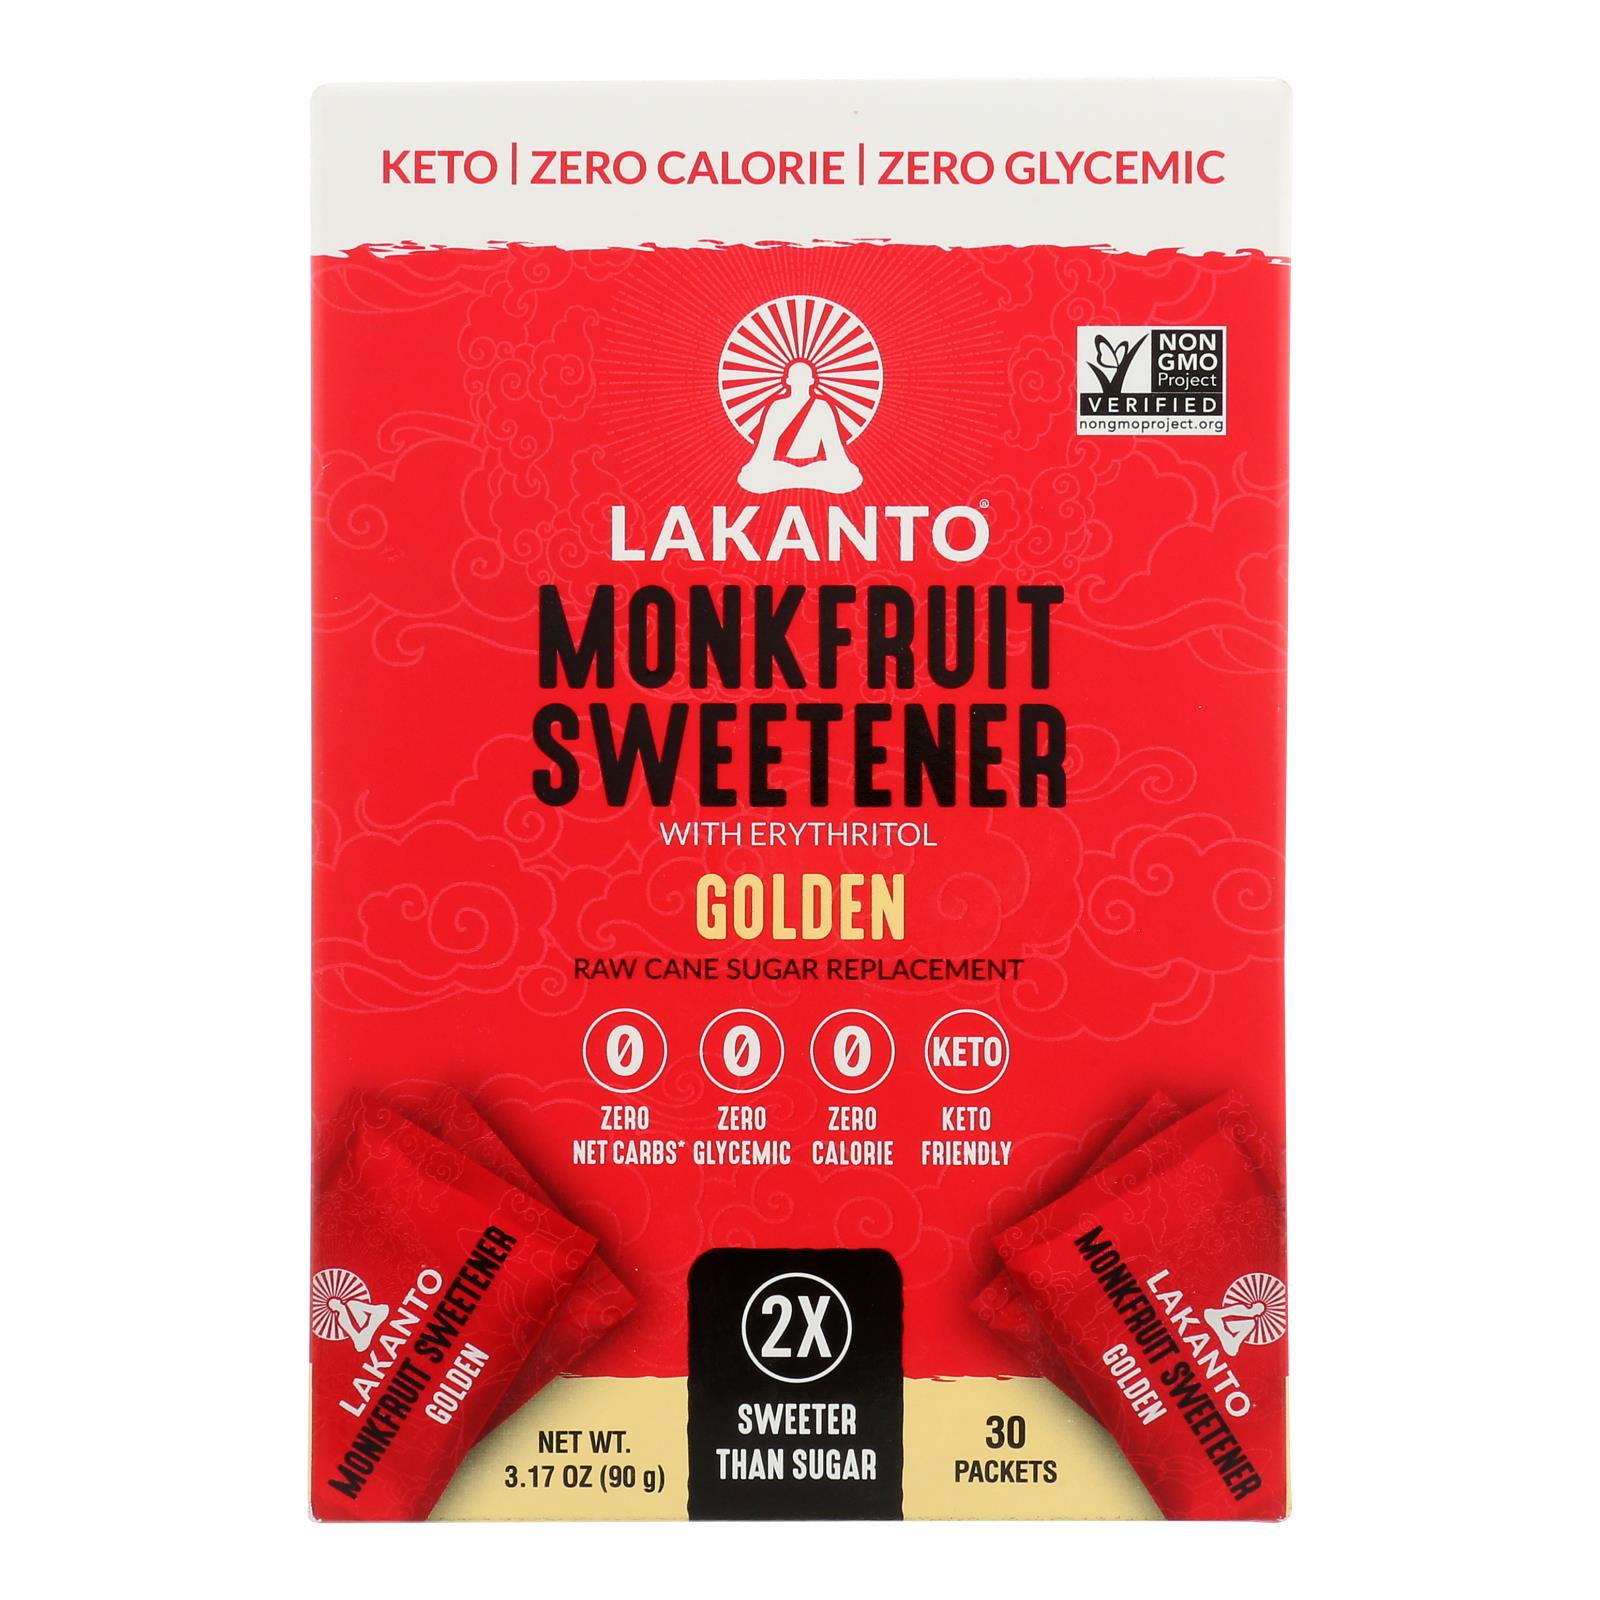 KETO | ZERO CALORIE | ZERO GLYCEMIC
NON
GMO
Project
VERIFIED
nongmoproject.org
LAKANTO®
MONKFRUIT
SWEETENER
WITH ERYTHRITOL
GOLDEN
RAW CANE SUGAR REPLACEMENT
0 0 0 KETO
ZERO ZERO ZERO KETO
NET CARBS* GLYCEMIC CALORIE FRIENDLY
LAKANTO
MONKFRUIT SWEETENER
GOLDEN
LAKANTO
MONKFRUIT SWEETENER
GOLDEN
2X
SWEETER
THAN SUGAR
NET WT.
3.17 OZ (90 g)
30
PACKETS